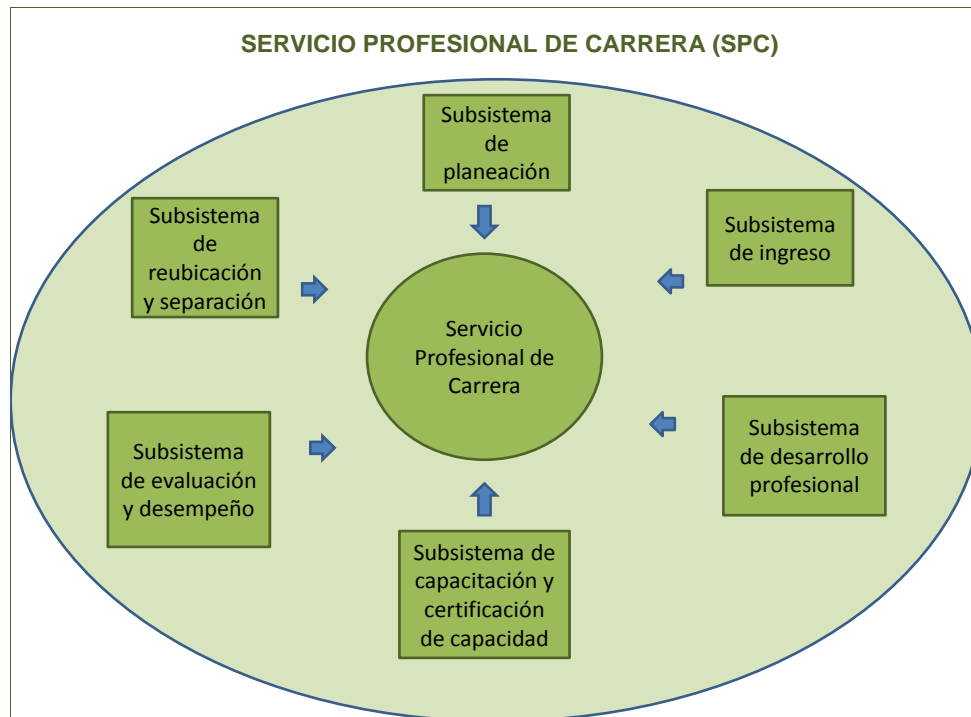 SERVICIO PROFESIONAL DE CARRERA (SPC)
Subsistema
de
planeación
Subsistema
de
reubicación
y separación
Subsistema
de ingreso
Servicio
Profesional de
Carrera
Subsistema
de evaluación
y desempeño
Subsistema
de desarrollo
profesional
Subsistema de
capacitación y
certificación
de capacidad